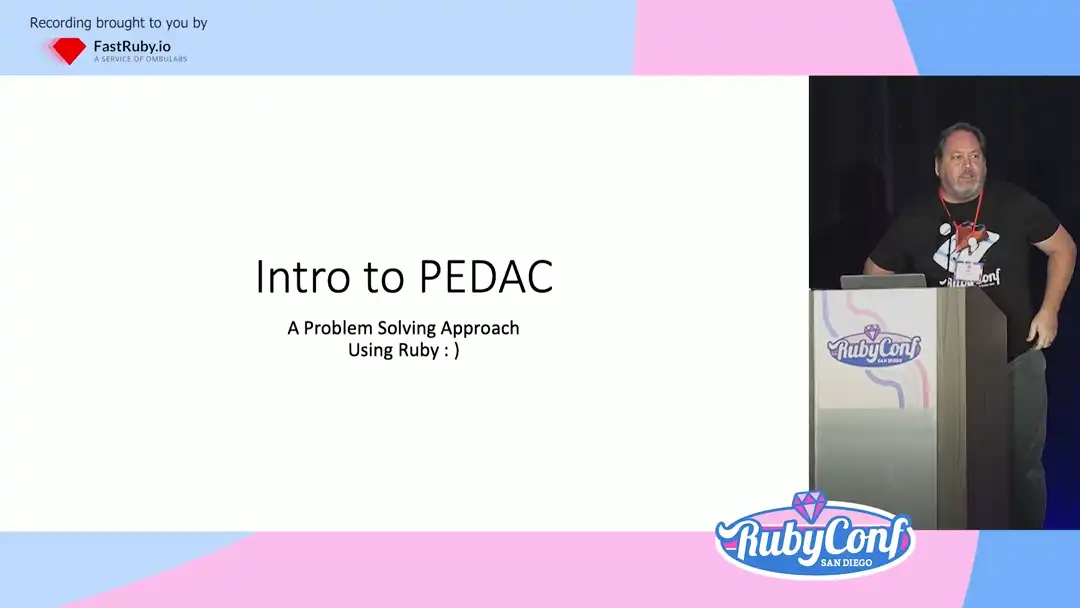 Recording brought to you by
FastRuby.io
A SERVICE OF OMBULABS
Intro to PEDAC
A Problem Solving Approach
Using Ruby : )
RubyConf
SAN DIEGO
RubyConf
SAN DIEGO